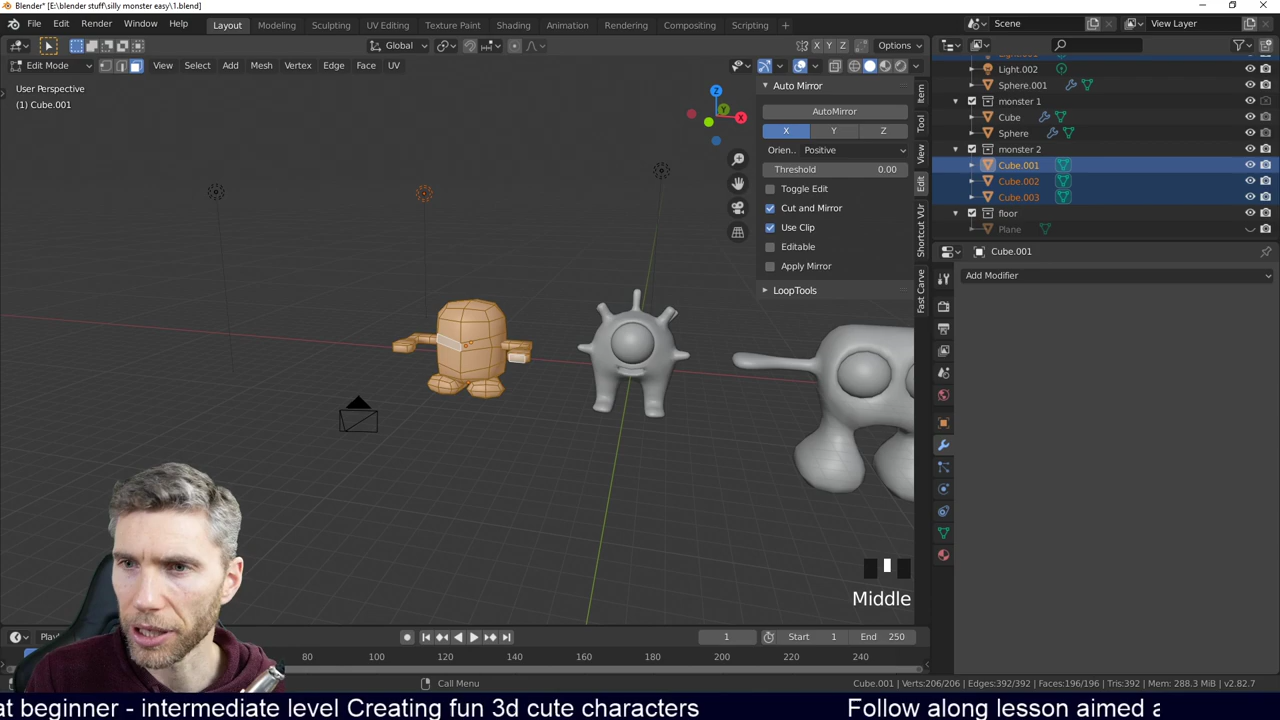 Blender* [E:\blender stuff\silly monster easy\1.blend]
File Edit Render Window Help Layout Modeling Sculpting UV Editing Texture Paint Shading Animation Rendering Compositing Scripting + Scene View Layer
Global X Y Z Options
Edit Mode View Select Add Mesh Vertex Edge Face UV
User Perspective
(1) Cube.001
X
Y
Z
Auto Mirror
AutoMirror
X Y Z
Orien.. Positive
Threshold 0.00
Toggle Edit
Cut and Mirror
Use Clip
Editable
Apply Mirror
LoopTools
Item
Tool
View
Edit
Shortcut VUr
Fast Carve
Light.002
Sphere.001
monster 1
Cube
Sphere
monster 2
Cube.001
Cube.002
Cube.003
floor
Plane
Cube.001
Add Modifier
Middle
1 Start 1 End 250
80 100 120 140 160 180 200 220 240
Call Menu Cube.001 | Verts:206/206 | Edges:392/392 | Faces:196/196 | Tris:392 | Mem: 288.3 MiB | v2.82.7
at beginner - intermediate level Creating fun 3d cute characters Follow along lesson aimed a